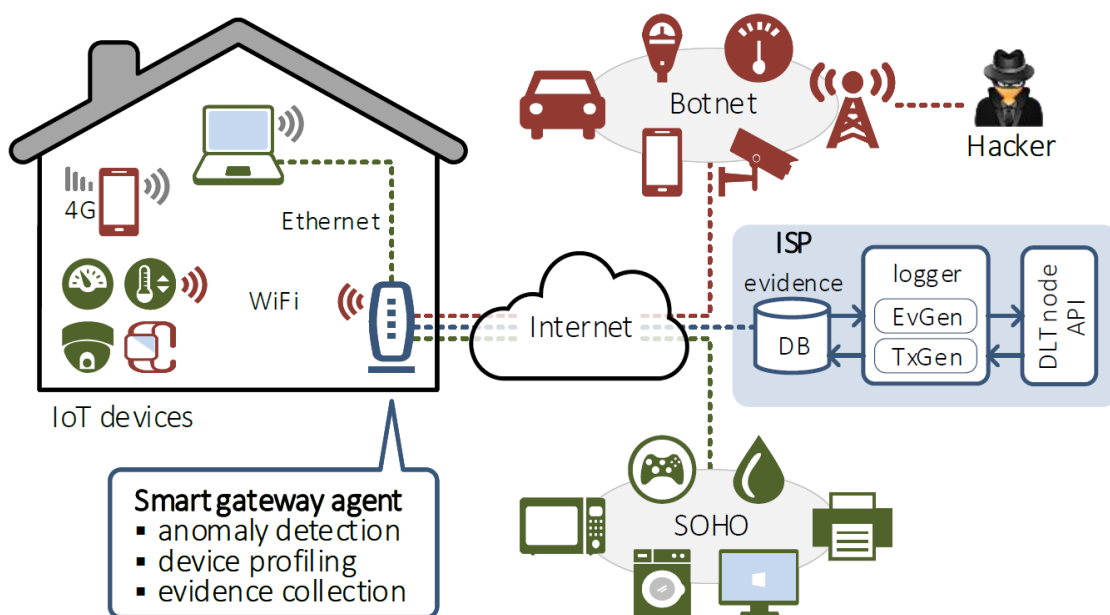 4G
Ethernet
WiFi
IoT devices
Smart gateway agent
▪ anomaly detection
▪ device profiling
▪ evidence collection
Internet
Botnet
Hacker
ISP
evidence
DB
logger
EvGen
TxGen
DLT node
API
SOHO